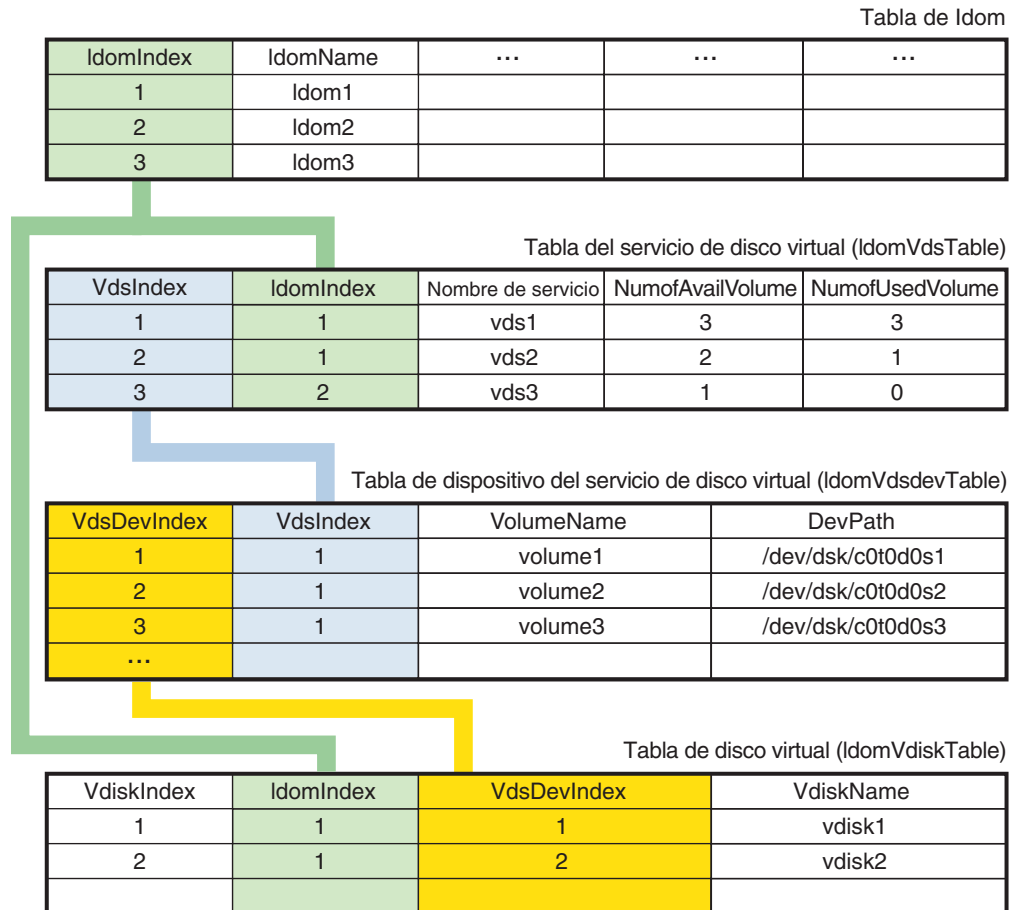 Tabla de ldom
ldomIndex ldomName ... ... ...
1 ldom1
2 ldom2
3 ldom3
Tabla del servicio de disco virtual (ldomVdsTable)
VdsIndex ldomIndex Nombre de servicio NumofAvailVolume NumofUsedVolume
1 1 vds1 3 3
2 1 vds2 2 1
3 2 vds3 1 0
Tabla de dispositivo del servicio de disco virtual (ldomVdsdevTable)
VdsDevIndex VdsIndex VolumeName DevPath
1 1 volume1 /dev/dsk/c0t0d0s1
2 1 volume2 /dev/dsk/c0t0d0s2
3 1 volume3 /dev/dsk/c0t0d0s3
...
Tabla de disco virtual (ldomVdiskTable)
VdiskIndex ldomIndex VdsDevIndex VdiskName
1 1 1 vdisk1
2 1 2 vdisk2